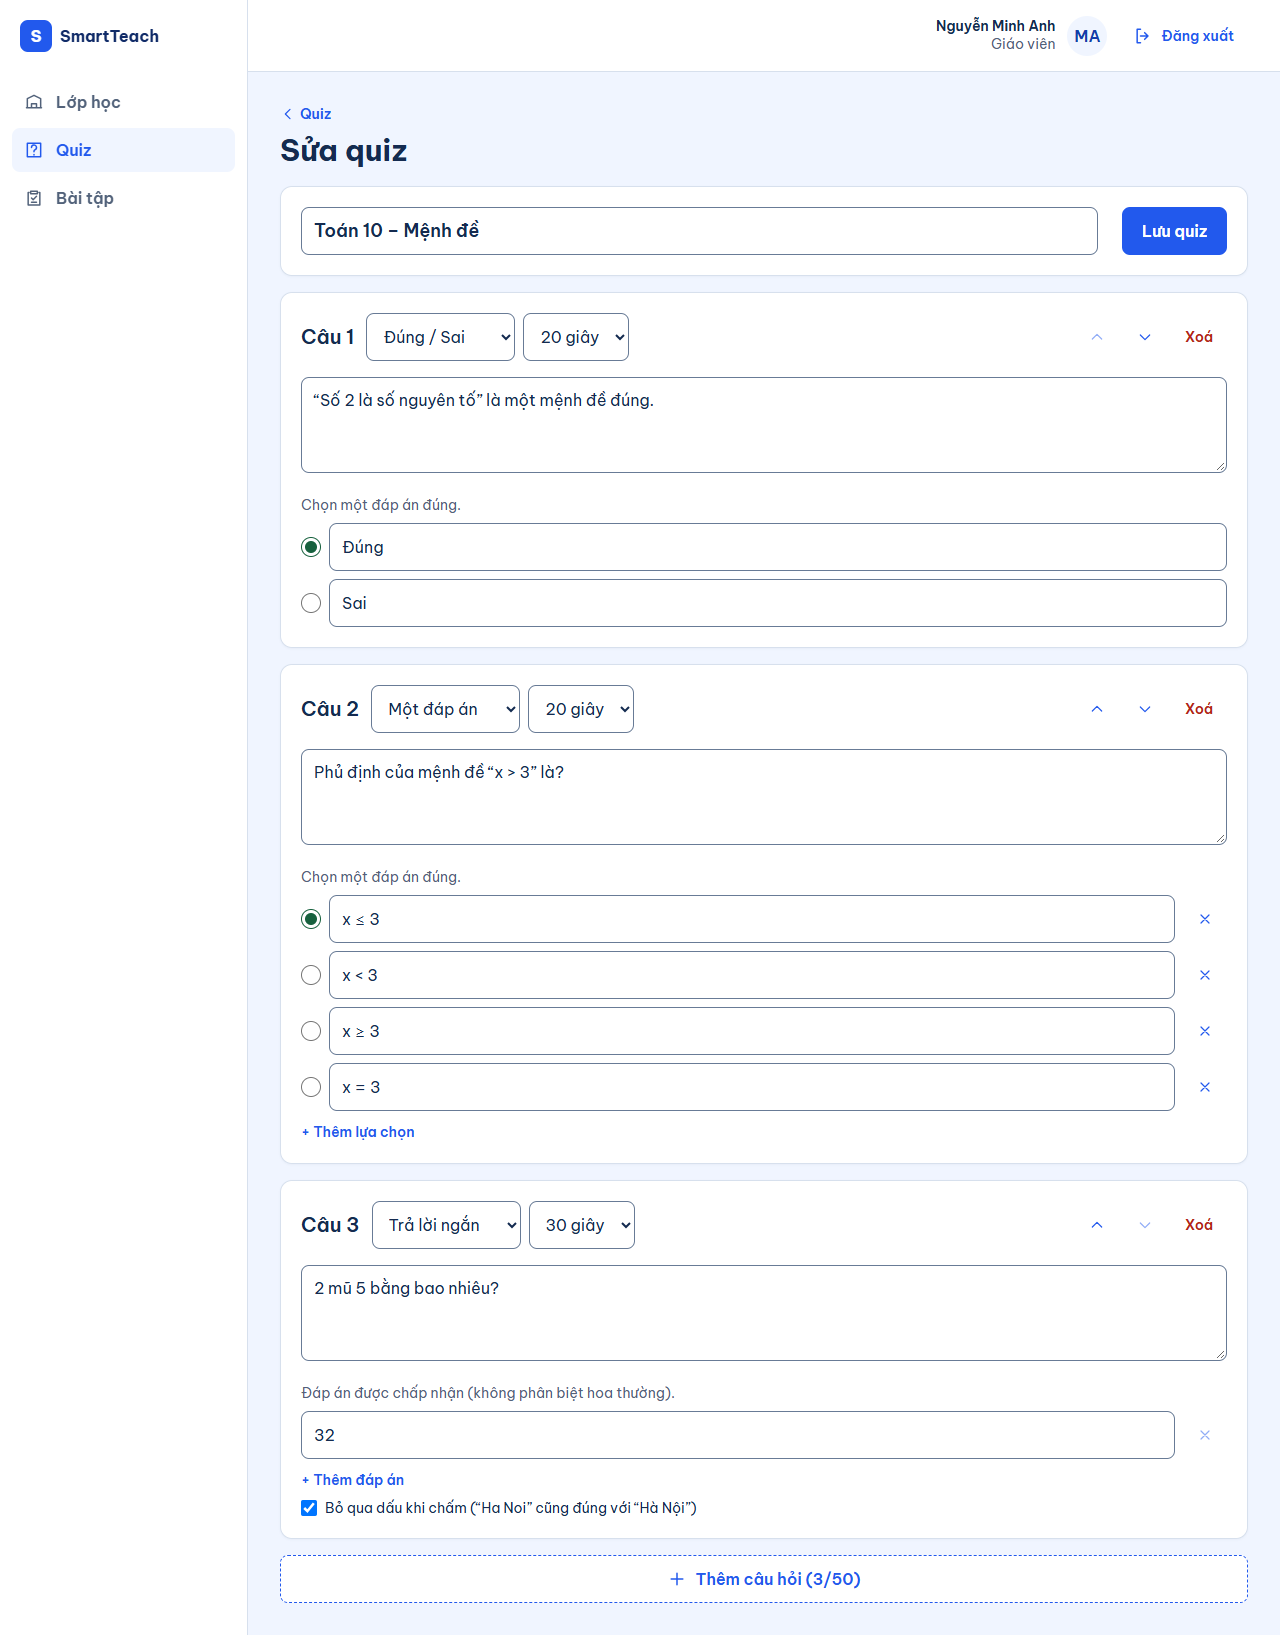 S SmartTeach
Nguyễn Minh Anh
Giáo viên
MA
Đăng xuất
Lớp học
Quiz
Bài tập
Quiz
Sửa quiz
Toán 10 – Mệnh đề
Lưu quiz
Câu 1 Đúng / Sai 20 giây Xoá
“Số 2 là số nguyên tố” là một mệnh đề đúng.
Chọn một đáp án đúng.
Đúng
Sai
Câu 2 Một đáp án 20 giây Xoá
Phủ định của mệnh đề “x > 3” là?
Chọn một đáp án đúng.
x ≤ 3
x < 3
x ≥ 3
x = 3
+ Thêm lựa chọn
Câu 3 Trả lời ngắn 30 giây Xoá
2 mũ 5 bằng bao nhiêu?
Đáp án được chấp nhận (không phân biệt hoa thường).
32
+ Thêm đáp án
Bỏ qua dấu khi chấm (“Ha Noi” cũng đúng với “Hà Nội”)
+ Thêm câu hỏi (3/50)